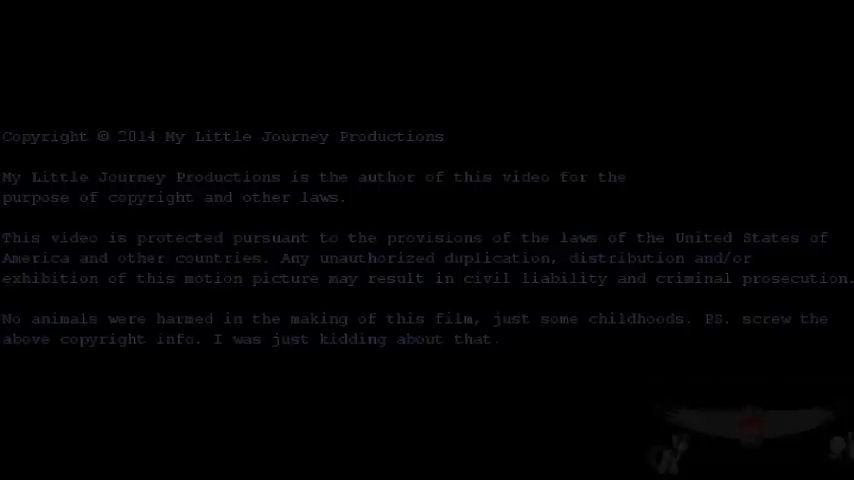 Copyright © 2014 My Little Journey Productions
My Little Journey Productions is the author of this video for the
purpose of copyright and other laws.
This video is protected pursuant to the provisions of the laws of the United States of
America and other countries. Any unauthorized duplication, distribution and/or
exhibition of this motion picture may result in civil liability and criminal prosecution.
No animals were harmed in the making of this film, just some childhoods. PS. screw the
above copyright info. I was just kidding about that.